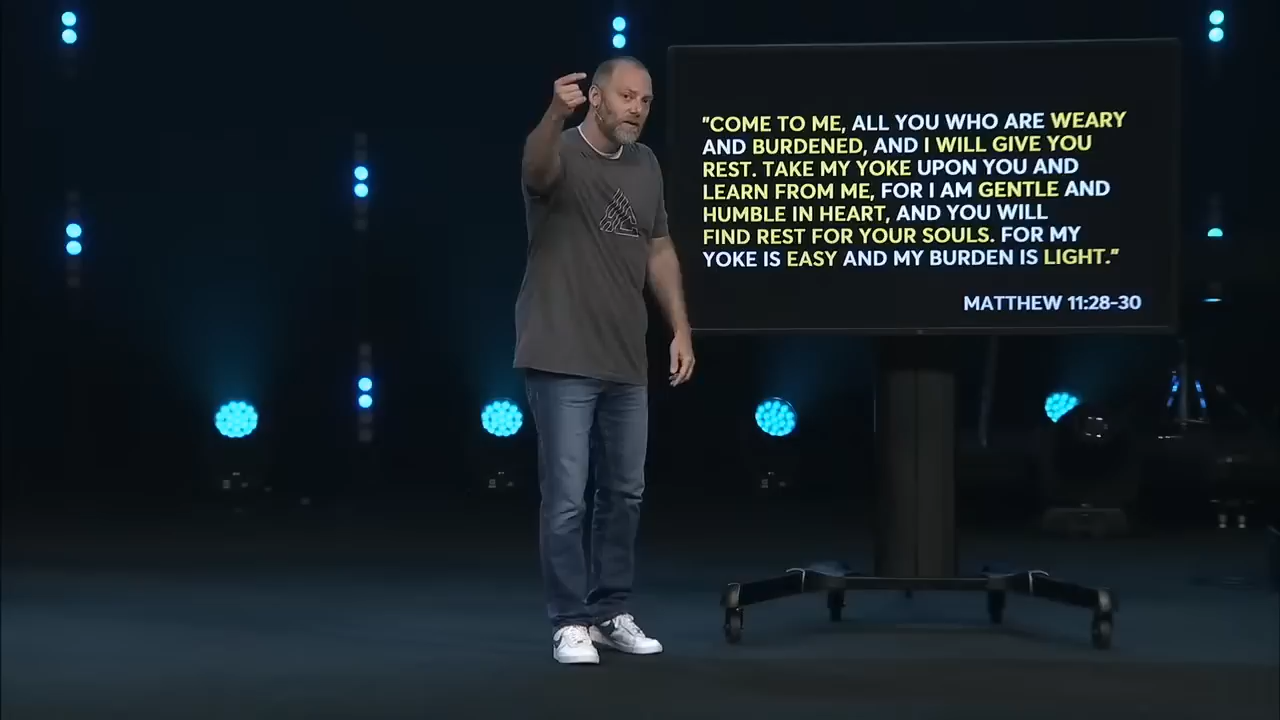 "COME TO ME, ALL YOU WHO ARE WEARY
AND BURDENED, AND I WILL GIVE YOU
REST. TAKE MY YOKE UPON YOU AND
LEARN FROM ME, FOR I AM GENTLE AND
HUMBLE IN HEART, AND YOU WILL
FIND REST FOR YOUR SOULS. FOR MY
YOKE IS EASY AND MY BURDEN IS LIGHT."
MATTHEW 11:28-30